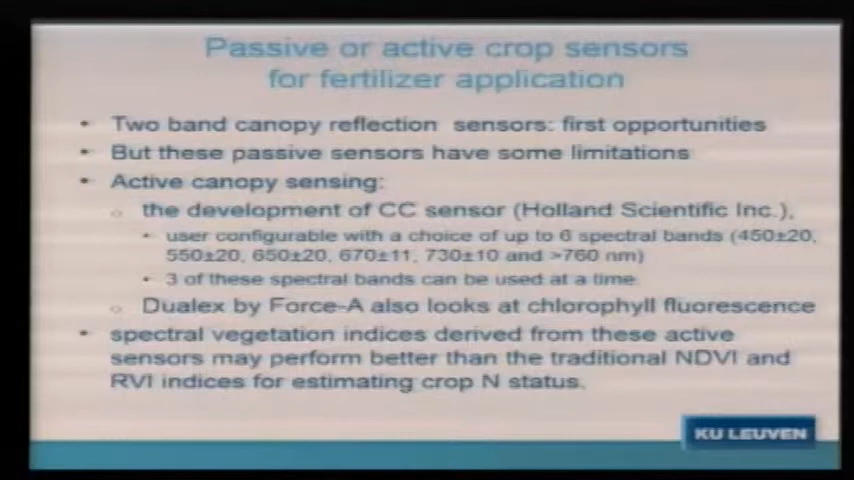 Passive or active crop sensors
for fertilizer application
• Two band canopy reflection sensors: first opportunities
• But these passive sensors have some limitations
• Active canopy sensing:
o the development of CC sensor (Holland Scientific Inc.),
• user configurable with a choice of up to 6 spectral bands (450±20,
550±20, 650±20, 670±11, 730±10 and >760 nm)
• 3 of these spectral bands can be used at a time
o Dualex by Force-A also looks at chlorophyll fluorescence
• spectral vegetation indices derived from these active
sensors may perform better than the traditional NDVI and
RVI indices for estimating crop N status.
KU LEUVEN